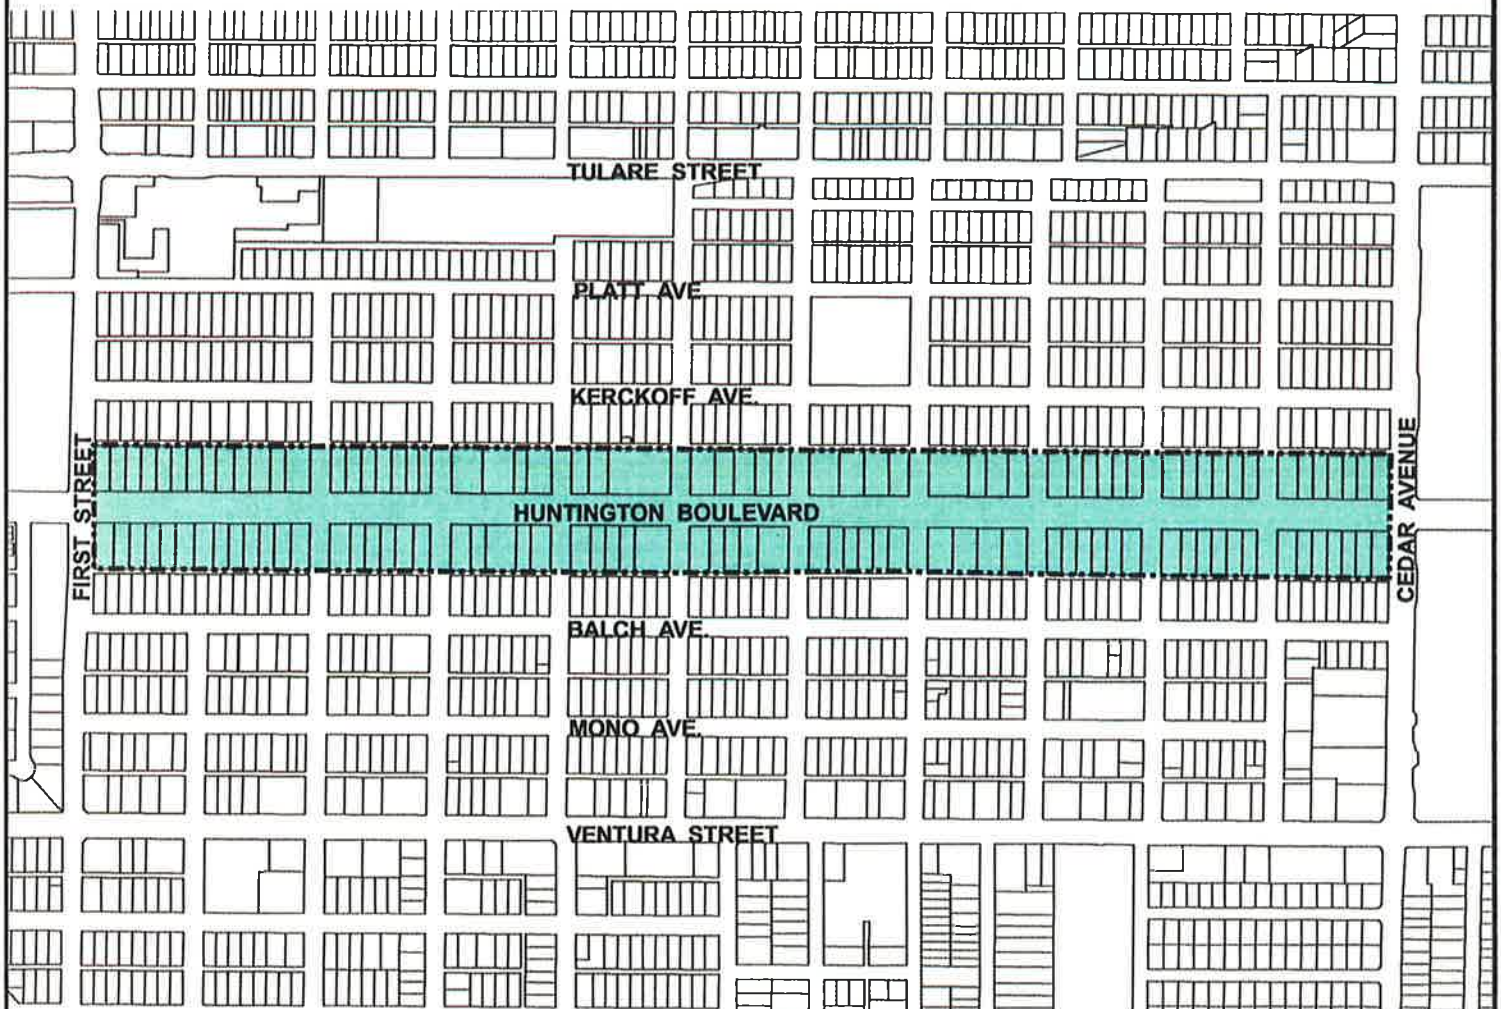 TULARE STREET
PLATT AVE.
KERCKOFF AVE.
FIRST STREET
HUNTINGTON BOULEVARD
CEDAR AVENUE
BALCH AVE.
MONO AVE.
VENTURA STREET